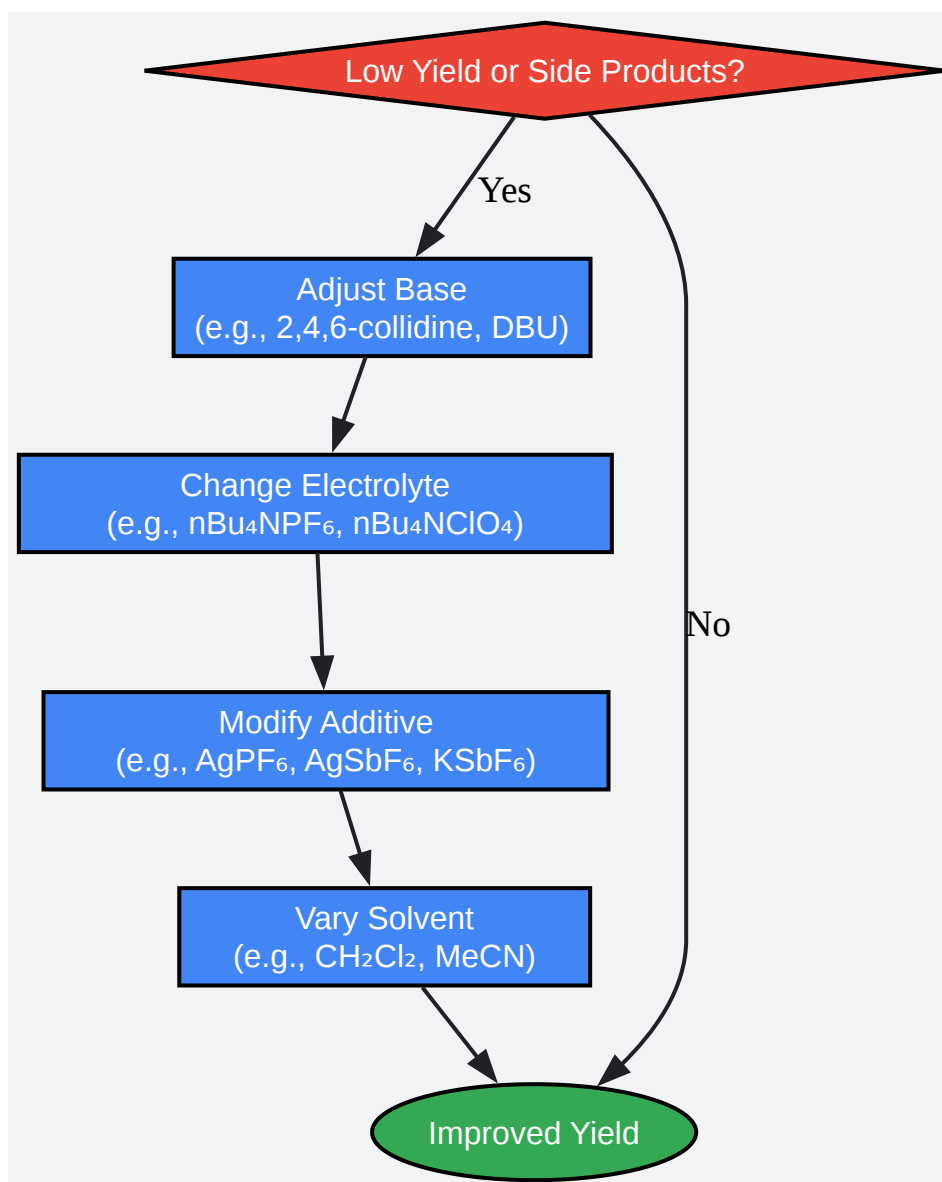 Low Yield or Side Products?
Yes
Adjust Base
(e.g., 2,4,6-collidine, DBU)
Change Electrolyte
(e.g., nBu₄NPF₆, nBu₄NClO₄)
No
Modify Additive
(e.g., AgPF₆, AgSbF₆, KSbF₆)
Vary Solvent
(e.g., CH₂Cl₂, MeCN)
Improved Yield